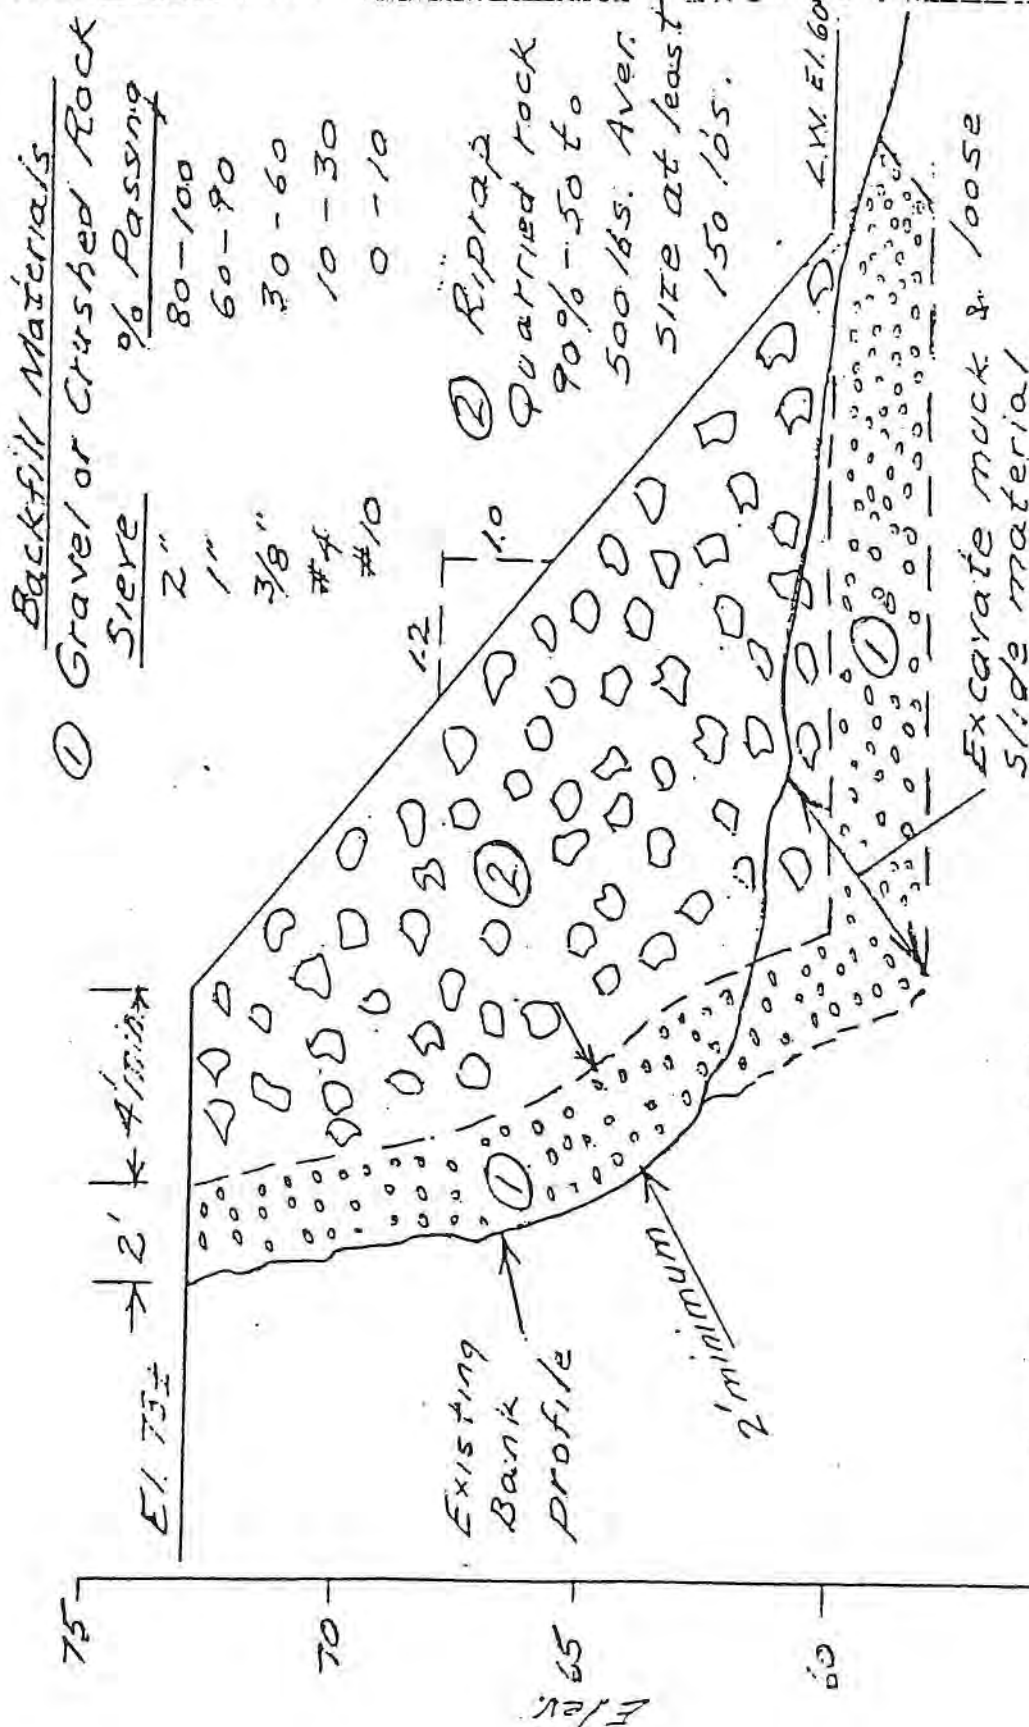 Backfill Materials
① Gravel or Crushed Rock
Sieve % Passing
2" 80-100
1" 60-90
3/8" 30-60
#4 10-30
#10 0-10
② Riprap
Quarried rock
90% - 50 to
500 lbs. Aver.
size at least
150 lbs.
L.W. El. 60
El. 73±
2'
4' min.
1.2
1.0
②
①
①
Existing
Bank
profile
2' minimum
Excavate muck & loose
slide material
75
70
65
60
Elev.